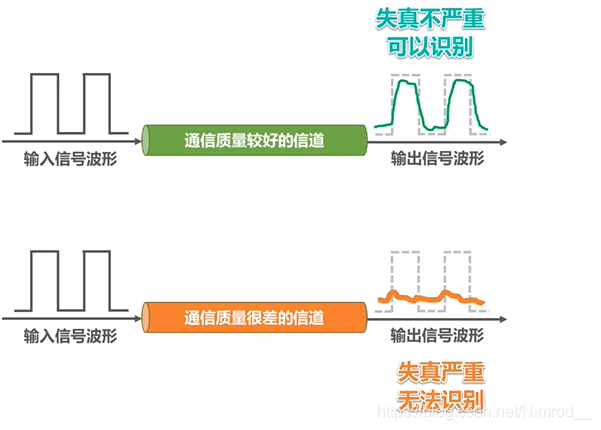 失真不严重
可以识别
通信质量较好的信道
输入信号波形
输出信号波形
通信质量很差的信道
输入信号波形
输出信号波形
失真严重
无法识别
https://blog.csdn.net/Nimrod__